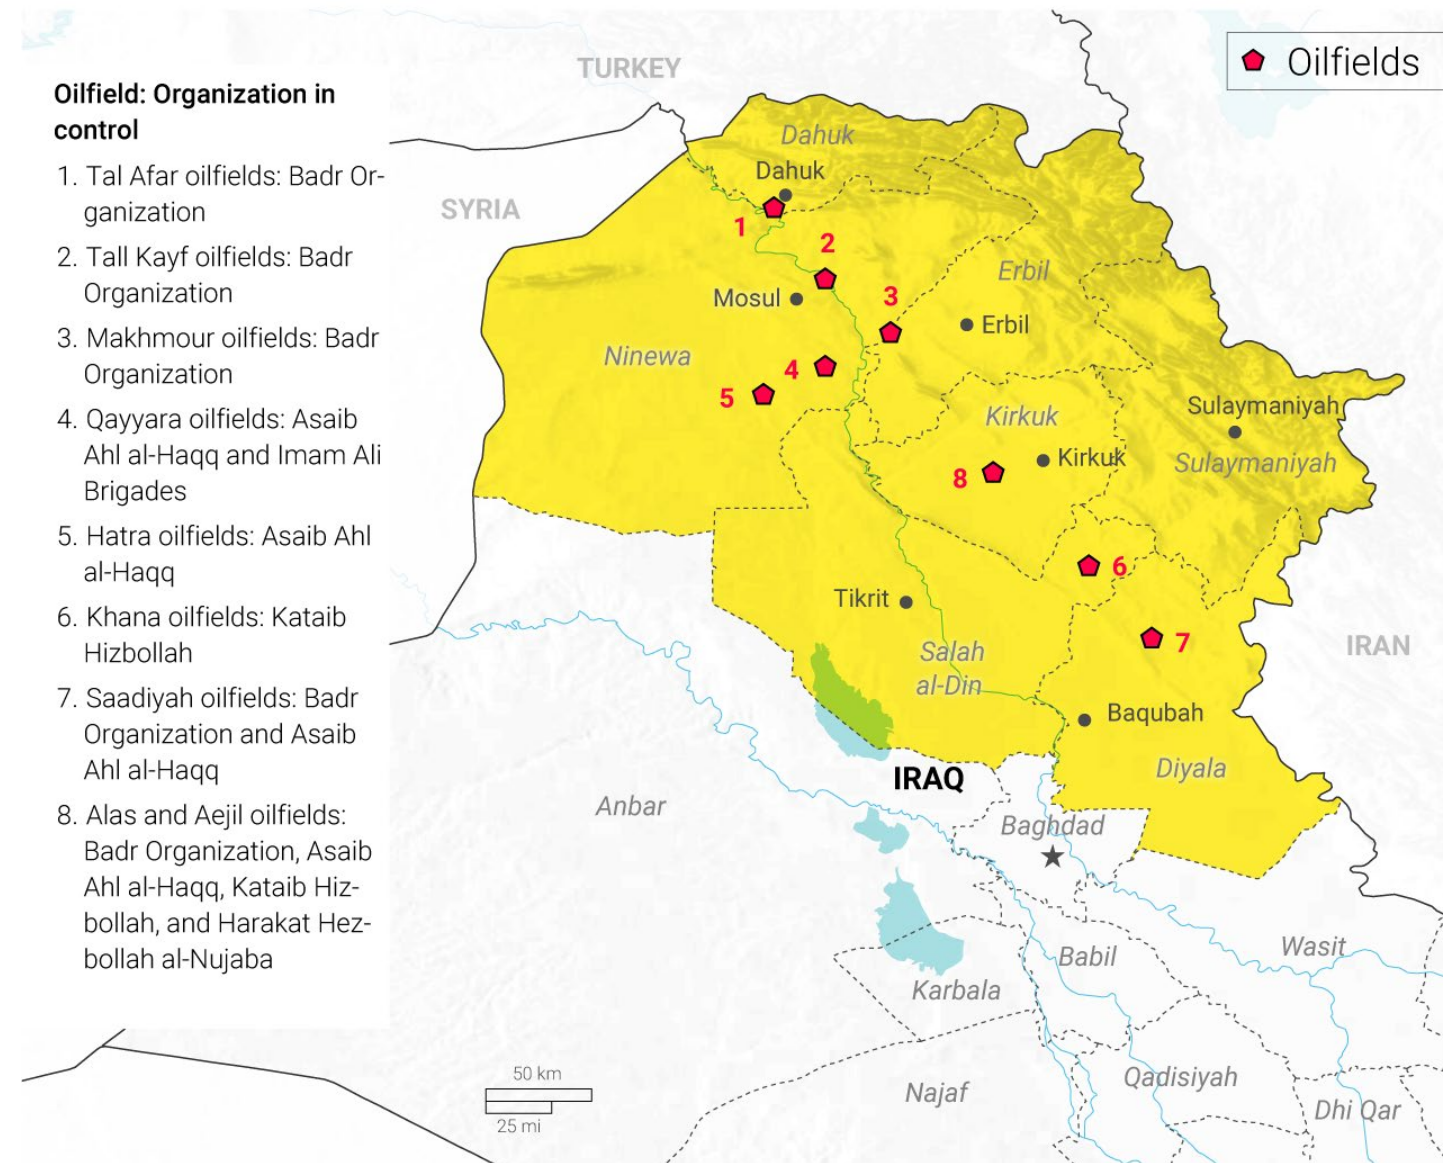 Oilfields
Oilfield: Organization in
control
1. Tal Afar oilfields: Badr Or-
ganization
2. Tall Kayf oilfields: Badr
Organization
3. Makhmour oilfields: Badr
Organization
4. Qayyara oilfields: Asaib
Ahl al-Haqq and Imam Ali
Brigades
5. Hatra oilfields: Asaib Ahl
al-Haqq
6. Khana oilfields: Kataib
Hizbollah
7. Saadiyah oilfields: Badr
Organization and Asaib
Ahl al-Haqq
8. Alas and Aejil oilfields:
Badr Organization, Asaib
Ahl al-Haqq, Kataib Hiz-
bollah, and Harakat Hez-
bollah al-Nujaba
TURKEY
Dahuk
Dahuk
SYRIA
1
2
Erbil
Mosul
3
Erbil
Ninewa
4
5
Kirkuk
Sulaymaniyah
Kirkuk
Sulaymaniyah
8
6
Tikrit
7
IRAN
Salah
al-Din
Baqubah
Diyala
IRAQ
Anbar
Baghdad
Wasit
Babil
Karbala
50 km
25 mi
Najaf
Qadisiyah
Dhi Qar